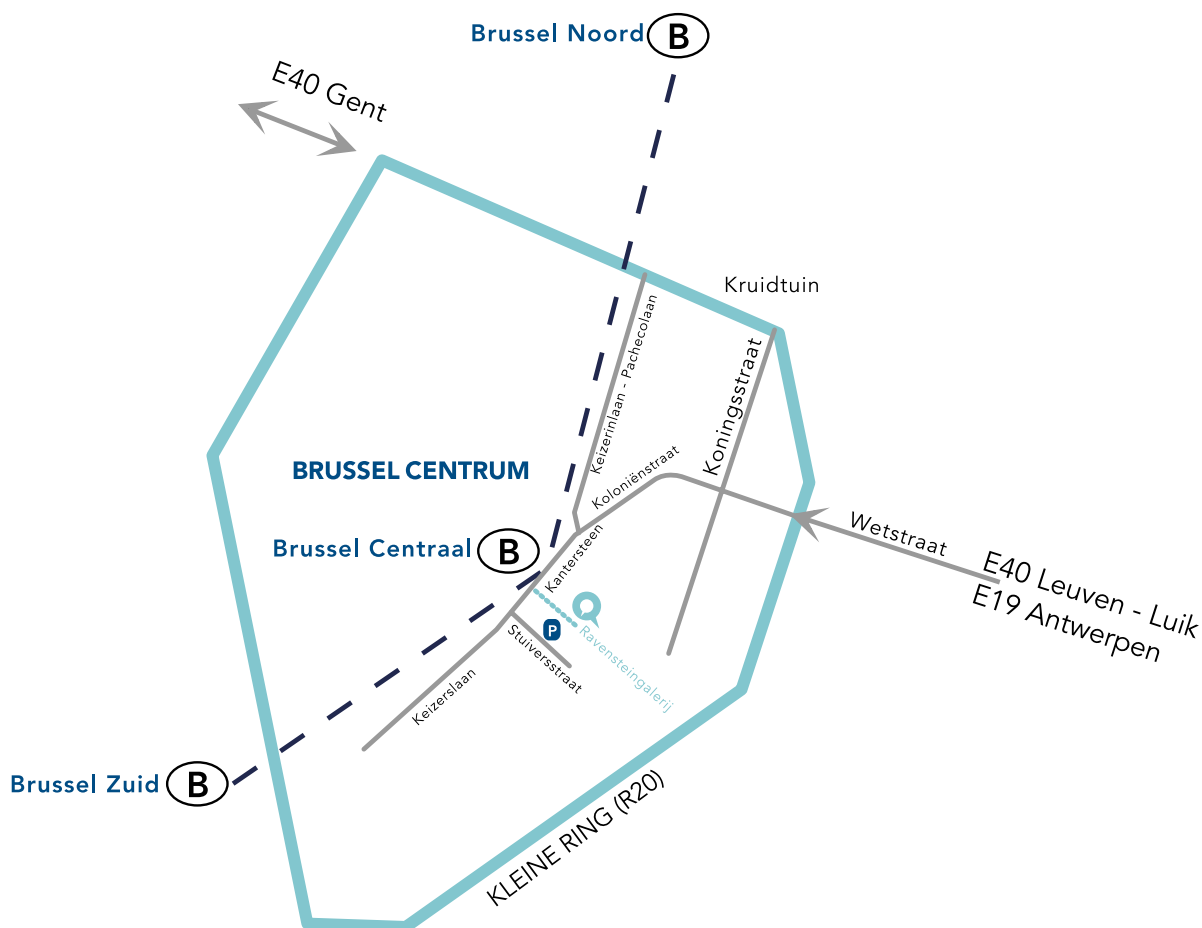 Brussel Noord B
E40 Gent
Kruidtuin
Keizerinlaan - Pachecolaan
Koningsstraat
BRUSSEL CENTRUM
Koloniënstraat
Wetstraat
Brussel Centraal B
Kantersteen
E40 Leuven - Luik
E19 Antwerpen
P
Ravensteingalerij
Stuiversstraat
Keizerslaan
Brussel Zuid B
KLEINE RING (R20)